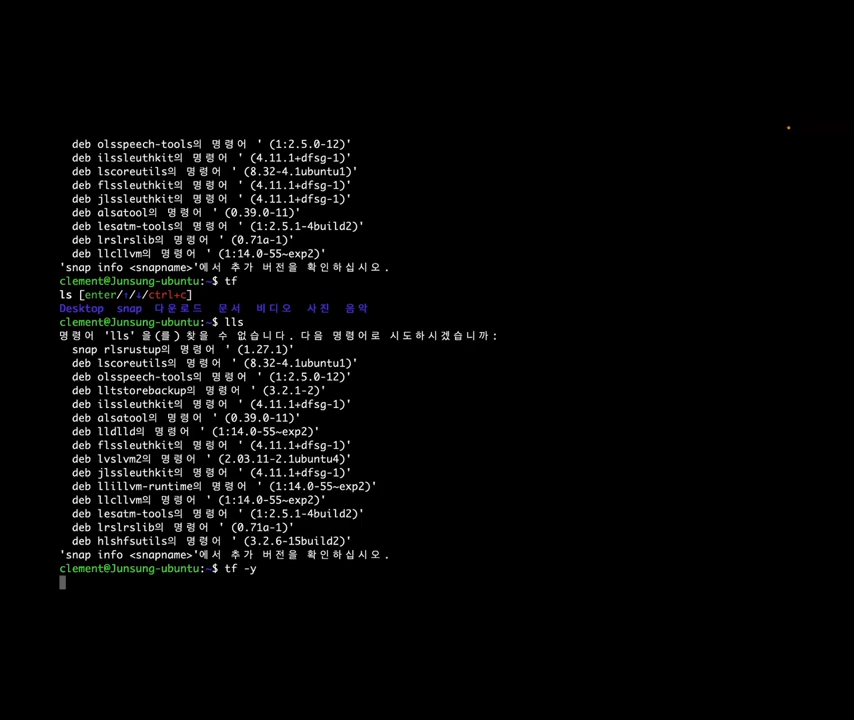 deb olsspeech-tools의 명령어 ' (1:2.5.0-12)'
deb ilssleuthkit의 명령어 ' (4.11.1+dfsg-1)'
deb lscoreutils의 명령어 ' (8.32-4.1ubuntu1)'
deb flssleuthkit의 명령어 ' (4.11.1+dfsg-1)'
deb jlssleuthkit의 명령어 ' (4.11.1+dfsg-1)'
deb alsatool의 명령어 ' (0.39.0-11)'
deb lesatm-tools의 명령어 ' (1:2.5.1-4build2)'
deb lrslrslib의 명령어 ' (0.71a-1)'
deb llcllvm의 명령어 ' (1:14.0-55~exp2)'
'snap info <snapname>'에서 추가 버전을 확인하십시오.
clement@Junsung-ubuntu:~$ tf
ls [enter/↑/↓/ctrl+c]
Desktop snap 다운로드 문서 비디오 사진 음악
clement@Junsung-ubuntu:~$ lls
명령어 'lls' 을(를) 찾을 수 없습니다. 다음 명령어로 시도하시겠습니까:
snap rlsrustup의 명령어 ' (1.27.1)'
deb lscoreutils의 명령어 ' (8.32-4.1ubuntu1)'
deb olsspeech-tools의 명령어 ' (1:2.5.0-12)'
deb lltstorebackup의 명령어 ' (3.2.1-2)'
deb ilssleuthkit의 명령어 ' (4.11.1+dfsg-1)'
deb alsatool의 명령어 ' (0.39.0-11)'
deb lldlld의 명령어 ' (1:14.0-55~exp2)'
deb flssleuthkit의 명령어 ' (4.11.1+dfsg-1)'
deb lvslvm2의 명령어 ' (2.03.11-2.1ubuntu4)'
deb jlssleuthkit의 명령어 ' (4.11.1+dfsg-1)'
deb llillvm-runtime의 명령어 ' (1:14.0-55~exp2)'
deb llcllvm의 명령어 ' (1:14.0-55~exp2)'
deb lesatm-tools의 명령어 ' (1:2.5.1-4build2)'
deb lrslrslib의 명령어 ' (0.71a-1)'
deb hlshfsutils의 명령어 ' (3.2.6-15build2)'
'snap info <snapname>'에서 추가 버전을 확인하십시오.
clement@Junsung-ubuntu:~$ tf -y